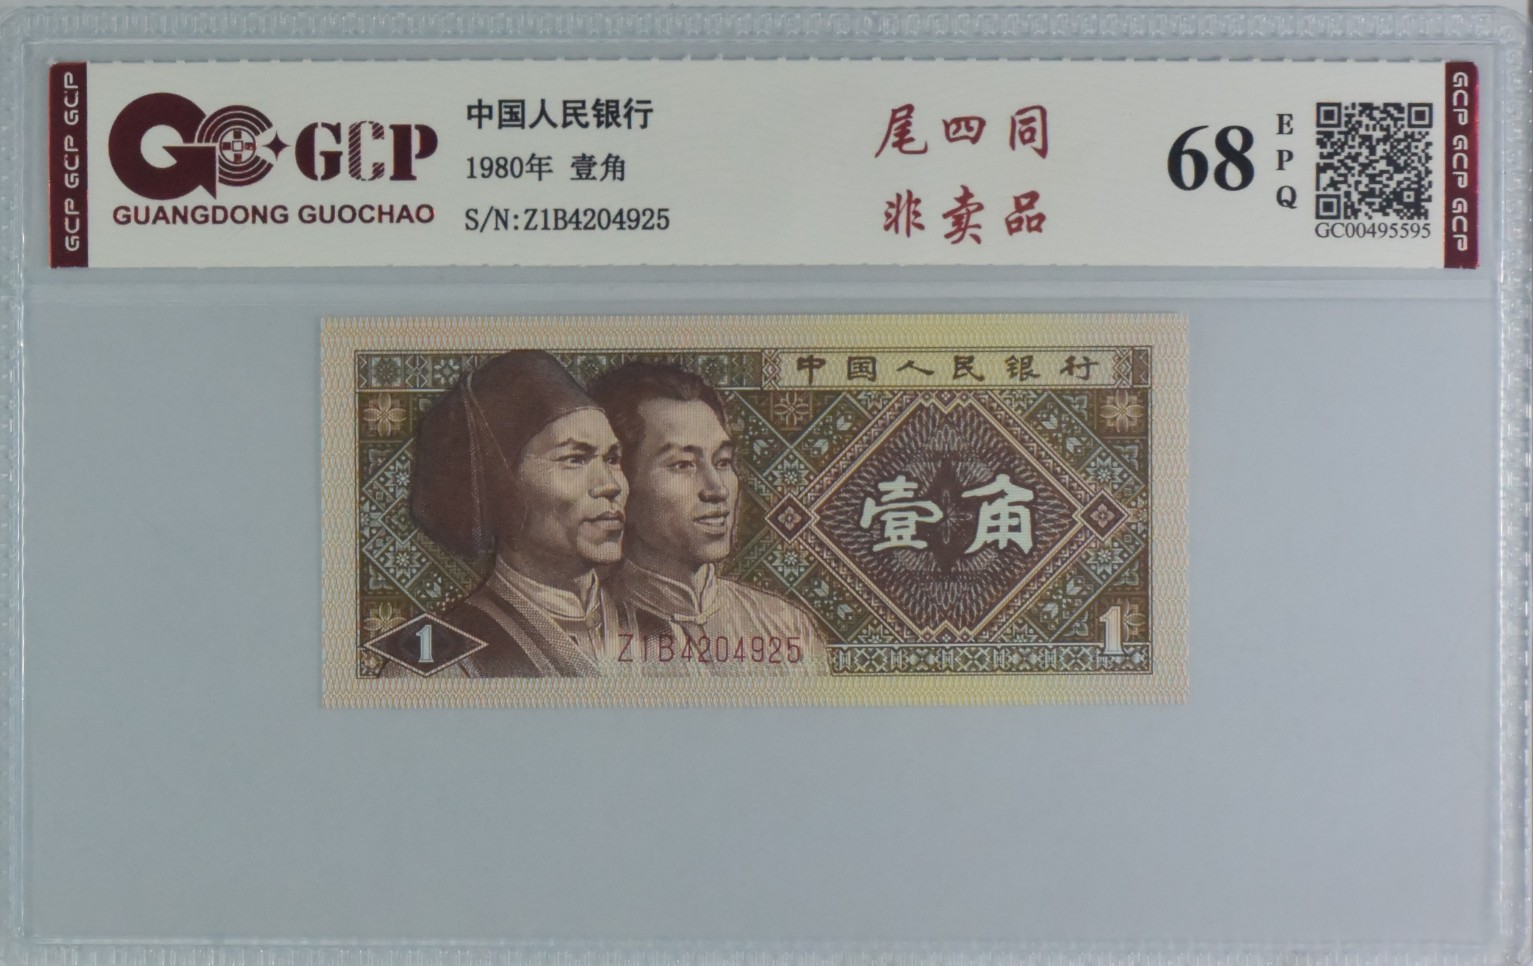 GCP GCP GCP
GCP
GUANGDONG GUOCHAO
中国人民银行
1980年 壹角
S/N:Z1B4204925
尾四同
非卖品
68
EPQ
GC00495595
GCP GCP GCP
中国人民银行
壹角
1
Z1B4204925
1